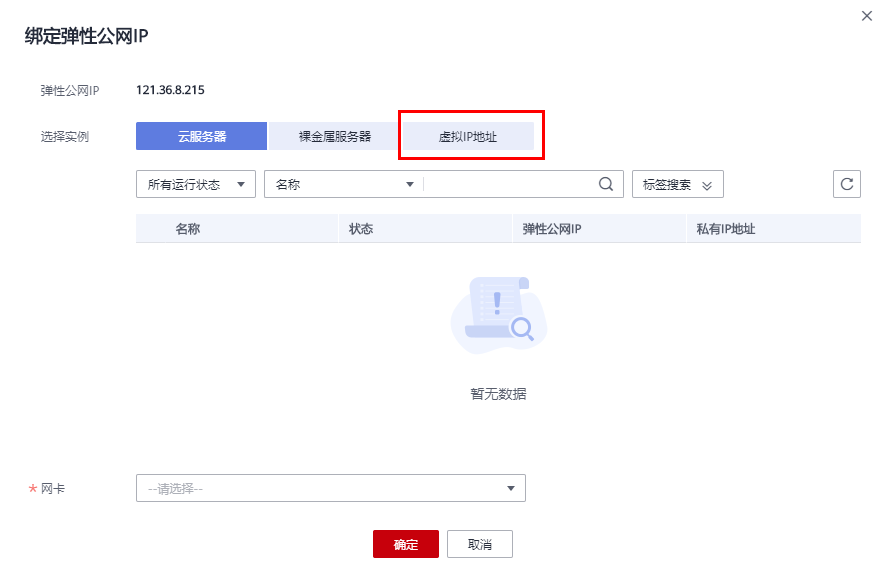 绑定弹性公网IP
弹性公网IP 121.36.8.215
选择实例 云服务器 裸金属服务器 虚拟IP地址
所有运行状态 名称 标签搜索
名称 状态 弹性公网IP 私有IP地址
暂无数据
* 网卡 --请选择--
确定 取消